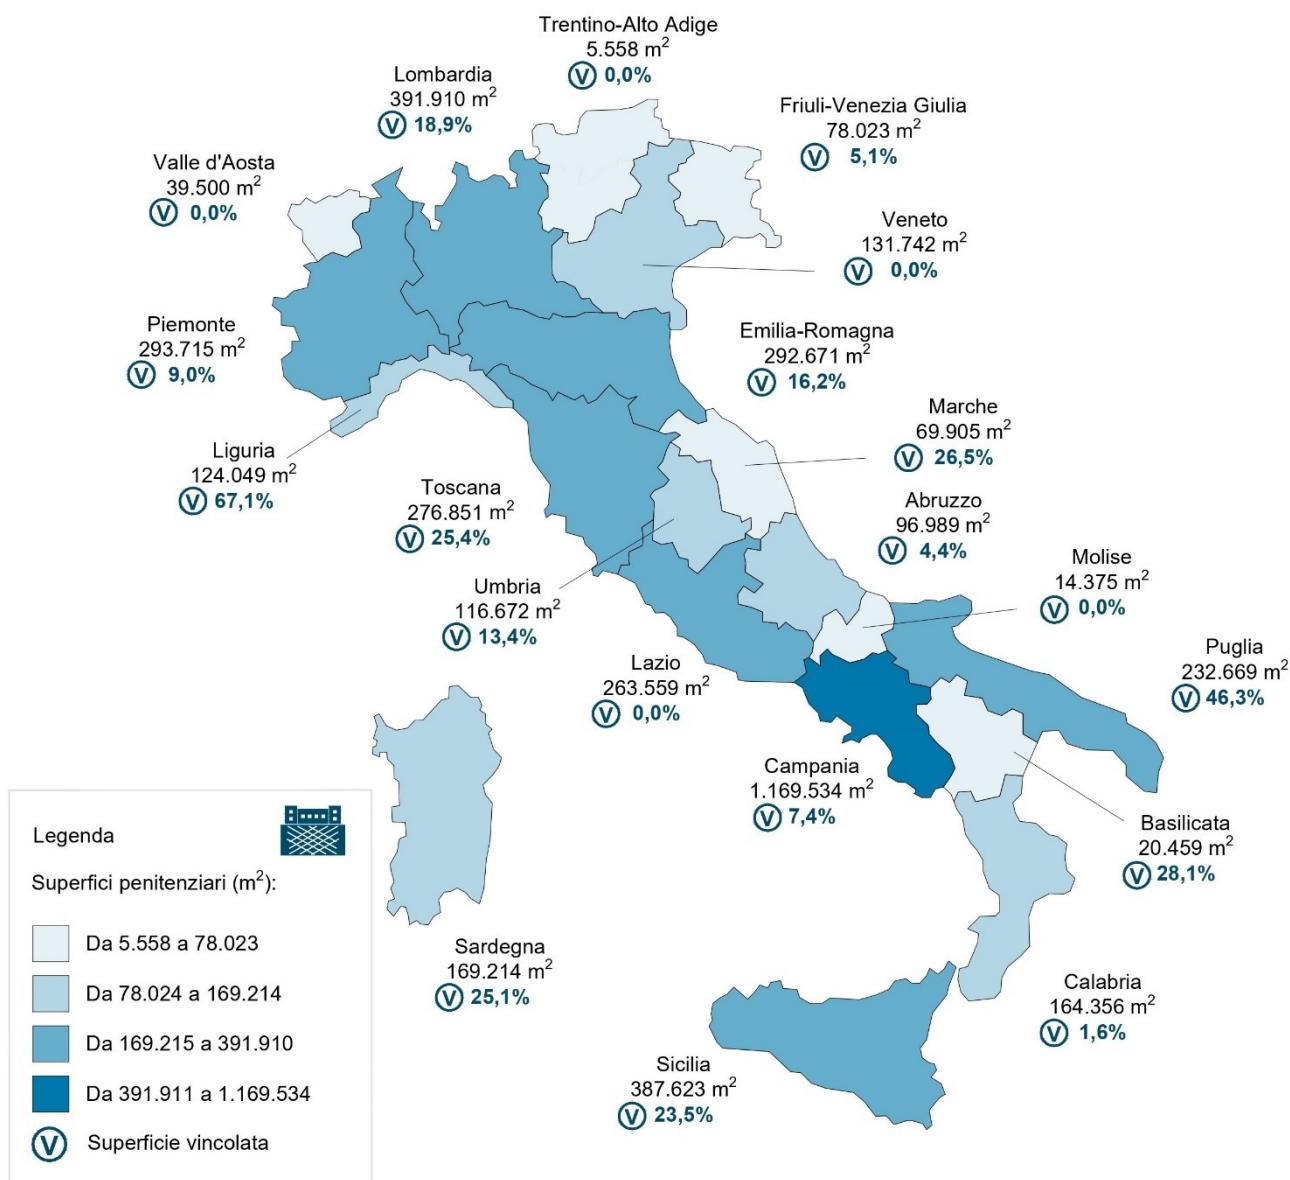 Trentino-Alto Adige
5.558 m²
V 0,0%
Lombardia
391.910 m²
V 18,9%
Friuli-Venezia Giulia
78.023 m²
V 5,1%
Valle d'Aosta
39.500 m²
V 0,0%
Veneto
131.742 m²
V 0,0%
Piemonte
293.715 m²
V 9,0%
Emilia-Romagna
292.671 m²
V 16,2%
Marche
69.905 m²
V 26,5%
Liguria
124.049 m²
V 67,1%
Toscana
276.851 m²
V 25,4%
Abruzzo
96.989 m²
V 4,4%
Molise
14.375 m²
V 0,0%
Umbria
116.672 m²
V 13,4%
Puglia
232.669 m²
V 46,3%
Lazio
263.559 m²
V 0,0%
Campania
1.169.534 m²
V 7,4%
Basilicata
20.459 m²
V 28,1%
Sardegna
169.214 m²
V 25,1%
Calabria
164.356 m²
V 1,6%
Sicilia
387.623 m²
V 23,5%
Legenda
Superfici penitenziari (m²):
Da 5.558 a 78.023
Da 78.024 a 169.214
Da 169.215 a 391.910
Da 391.911 a 1.169.534
V Superficie vincolata